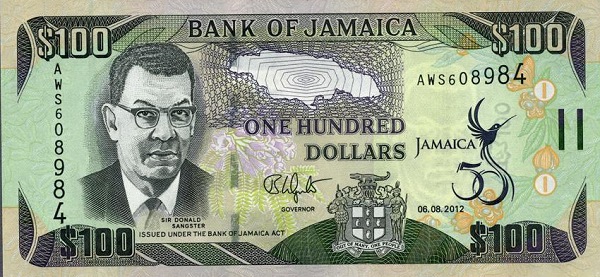 $100
BANK OF JAMAICA
$100
AWS608984
AWS608984
ONE HUNDRED
DOLLARS
JAMAICA
50
SIR DONALD
SANGSTER
GOVERNOR
06.08.2012
ISSUED UNDER THE BANK OF JAMAICA ACT
OUT OF MANY, ONE PEOPLE
$100
$100